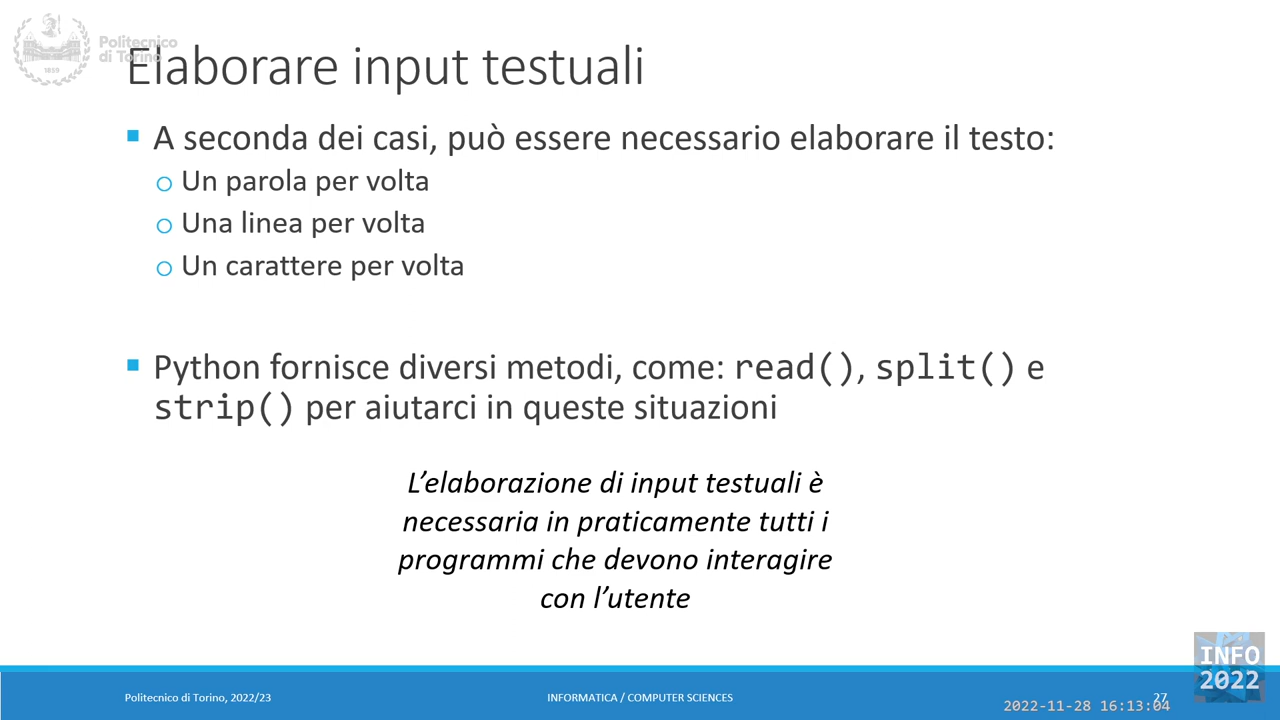 Politecnico
di Torino
1859
Elaborare input testuali
A seconda dei casi, può essere necessario elaborare il testo:
Un parola per volta
Una linea per volta
Un carattere per volta
Python fornisce diversi metodi, come: read(), split() e
strip() per aiutarci in queste situazioni
L’elaborazione di input testuali è
necessaria in praticamente tutti i
programmi che devono interagire
con l’utente
INFO
2022
Politecnico di Torino, 2022/23
INFORMATICA / COMPUTER SCIENCES
27
2022-11-28 16:13:04